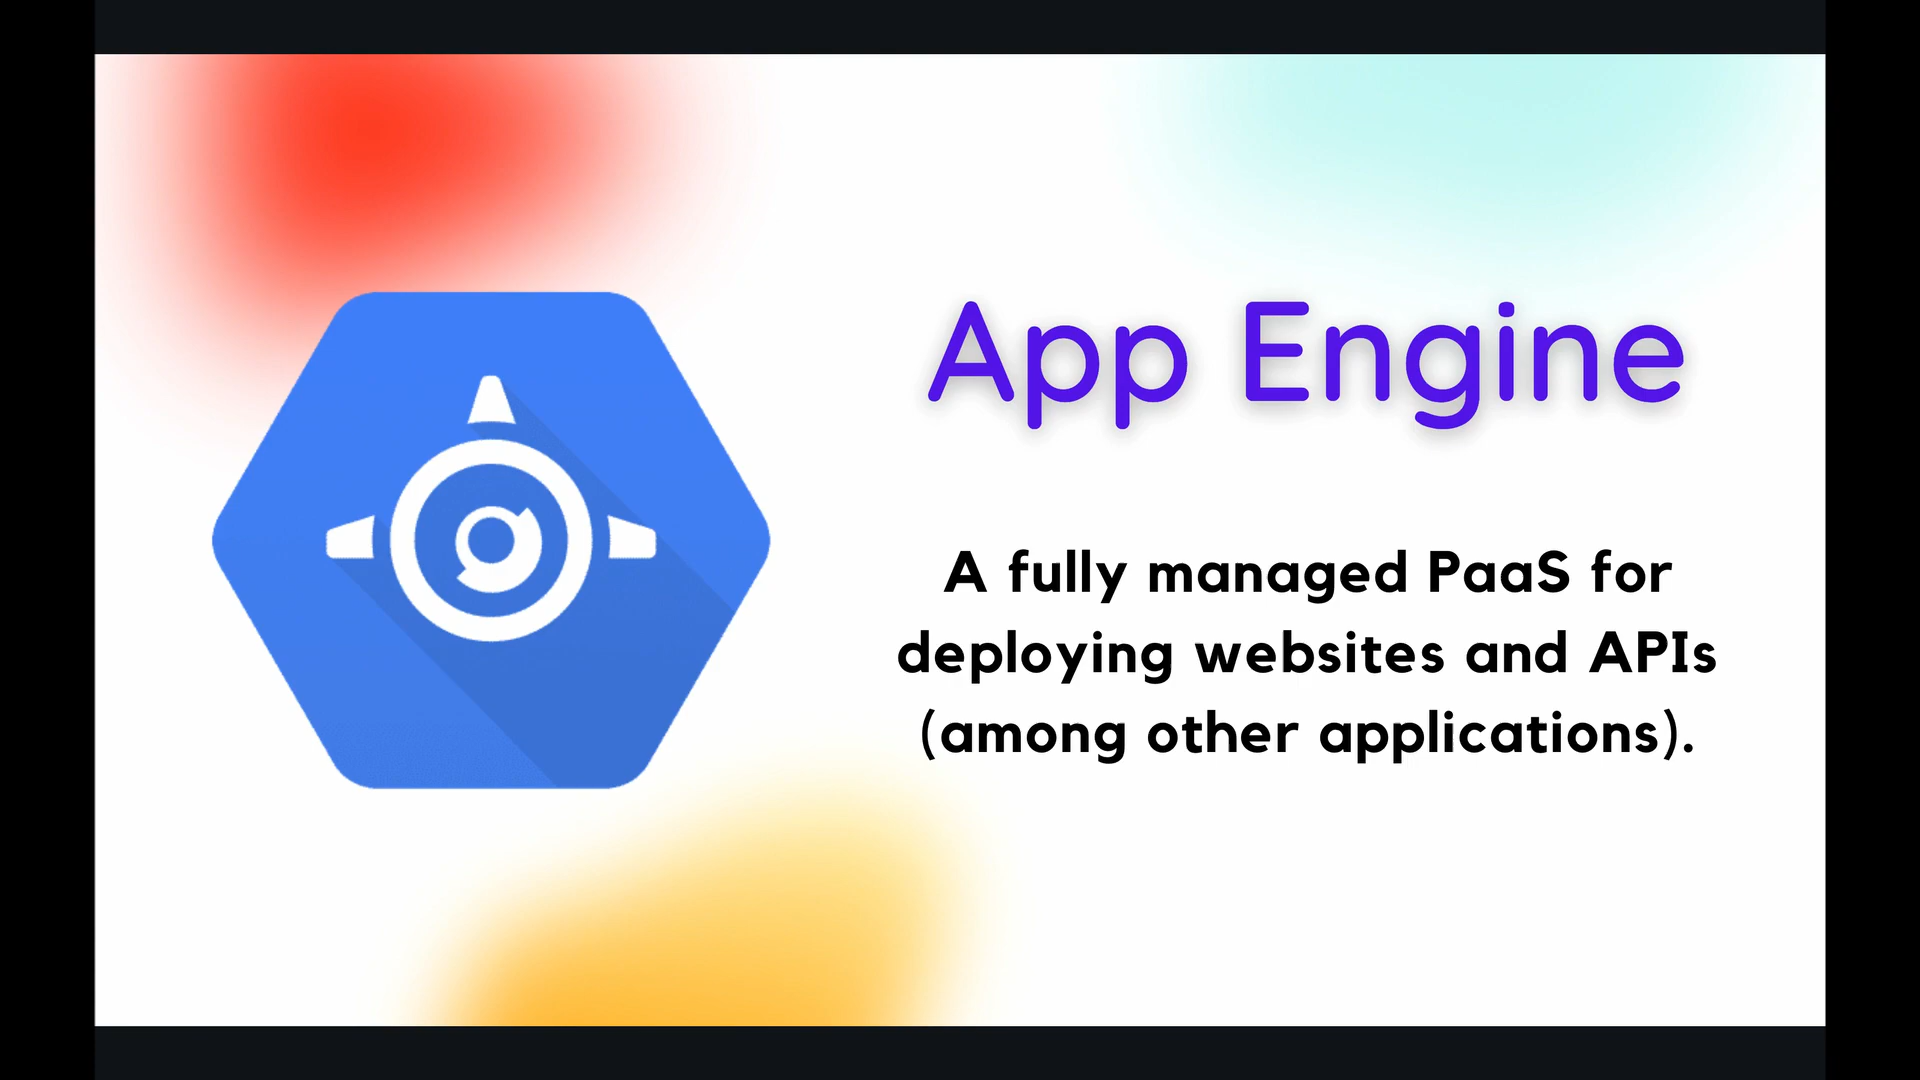 App Engine
A fully managed PaaS for
deploying websites and APIs
(among other applications).